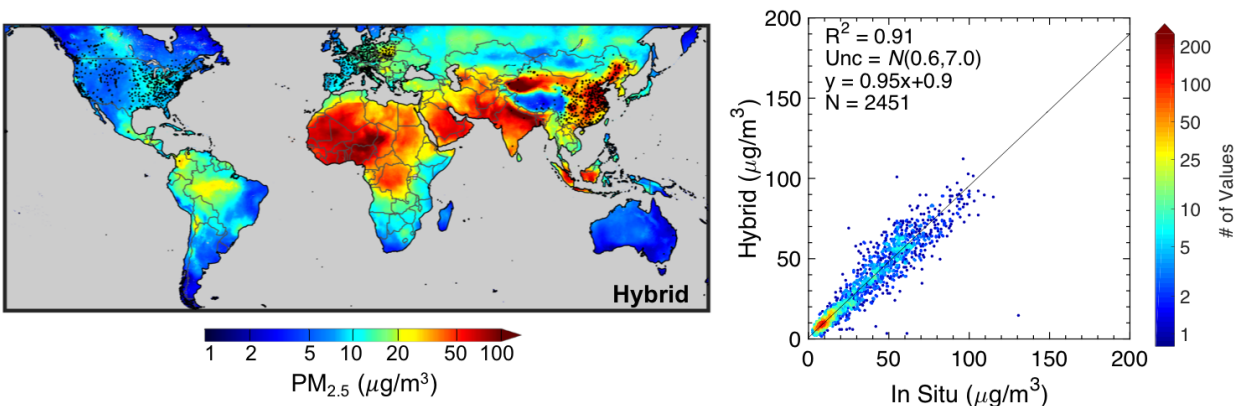 Hybrid
1 2 5 10 20 50 100
PM2.5 (μg/m³)
R² = 0.91
Unc = N(0.6,7.0)
y = 0.95x+0.9
N = 2451
200
150
100
50
0
Hybrid (μg/m³)
0 50 100 150 200
In Situ (μg/m³)
200
100
50
25
10
5
2
1
# of Values